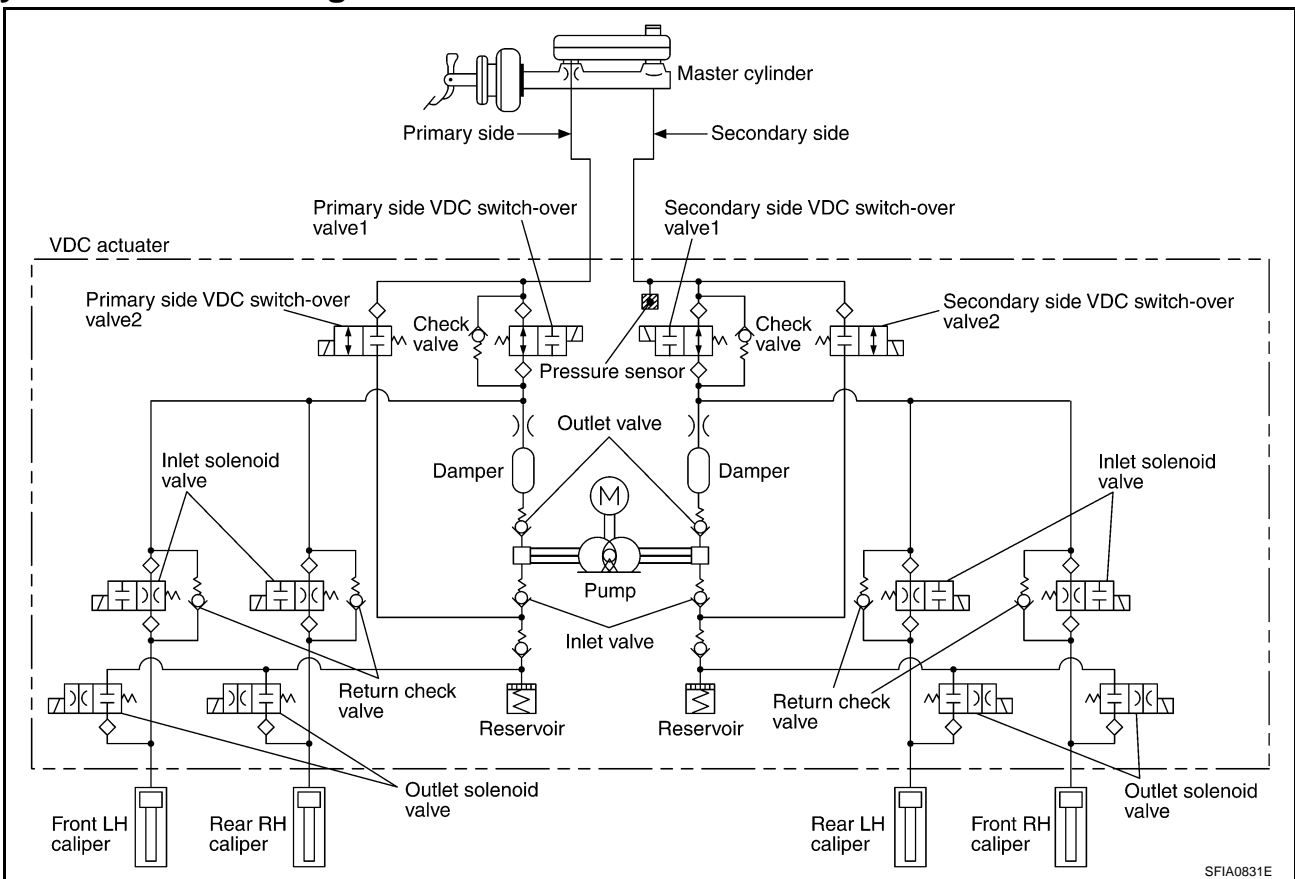 Master cylinder
Primary side
Secondary side
Primary side VDC switch-over
valve1
Secondary side VDC switch-over
valve1
VDC actuater
Primary side VDC switch-over
valve2
Check
valve
Check
valve
Secondary side VDC switch-over
valve2
Pressure sensor
Outlet valve
Inlet solenoid
valve
Damper
M
Damper
Inlet solenoid
valve
Pump
Inlet valve
Return check
valve
Reservoir
Reservoir
Return check
valve
Outlet solenoid
valve
Outlet solenoid
valve
Front LH
caliper
Rear RH
caliper
Rear LH
caliper
Front RH
caliper
SFIA0831E